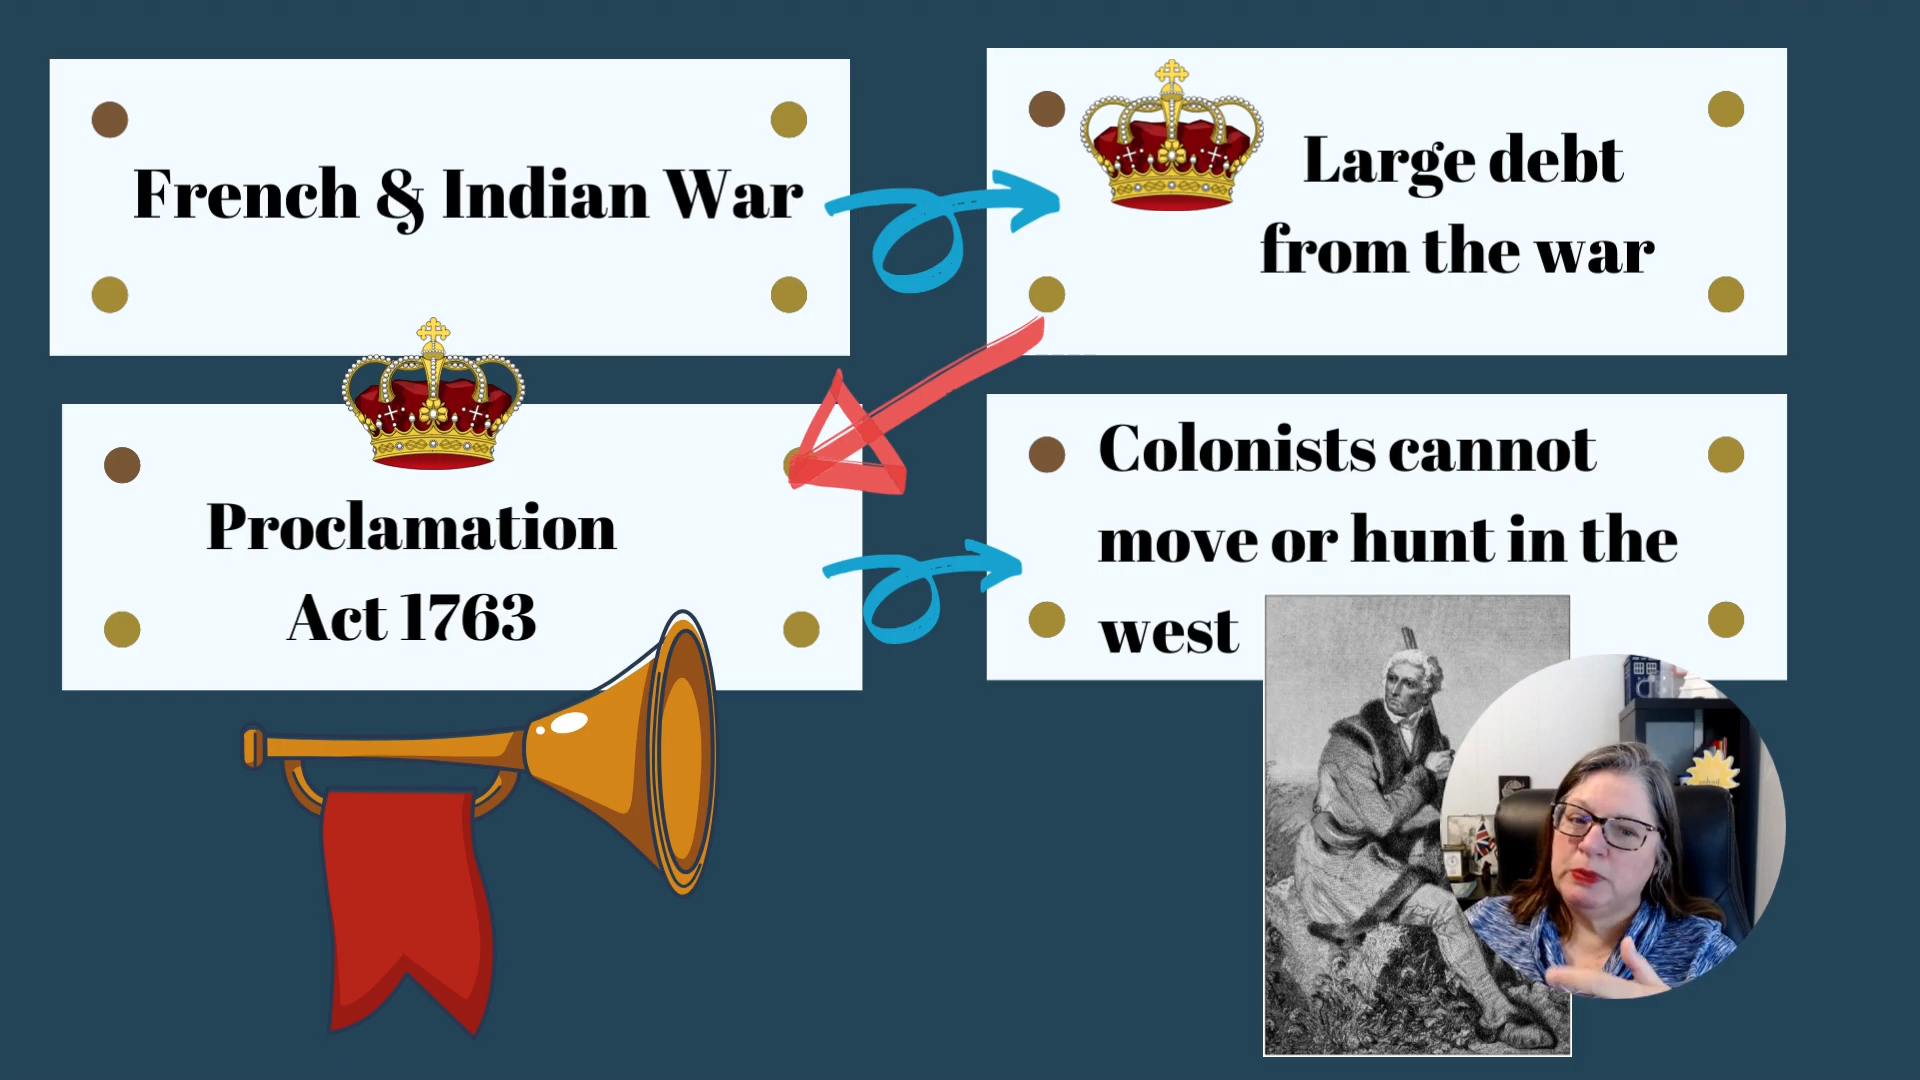 French & Indian War
Large debt
from the war
Proclamation
Act 1763
Colonists cannot
move or hunt in the
west